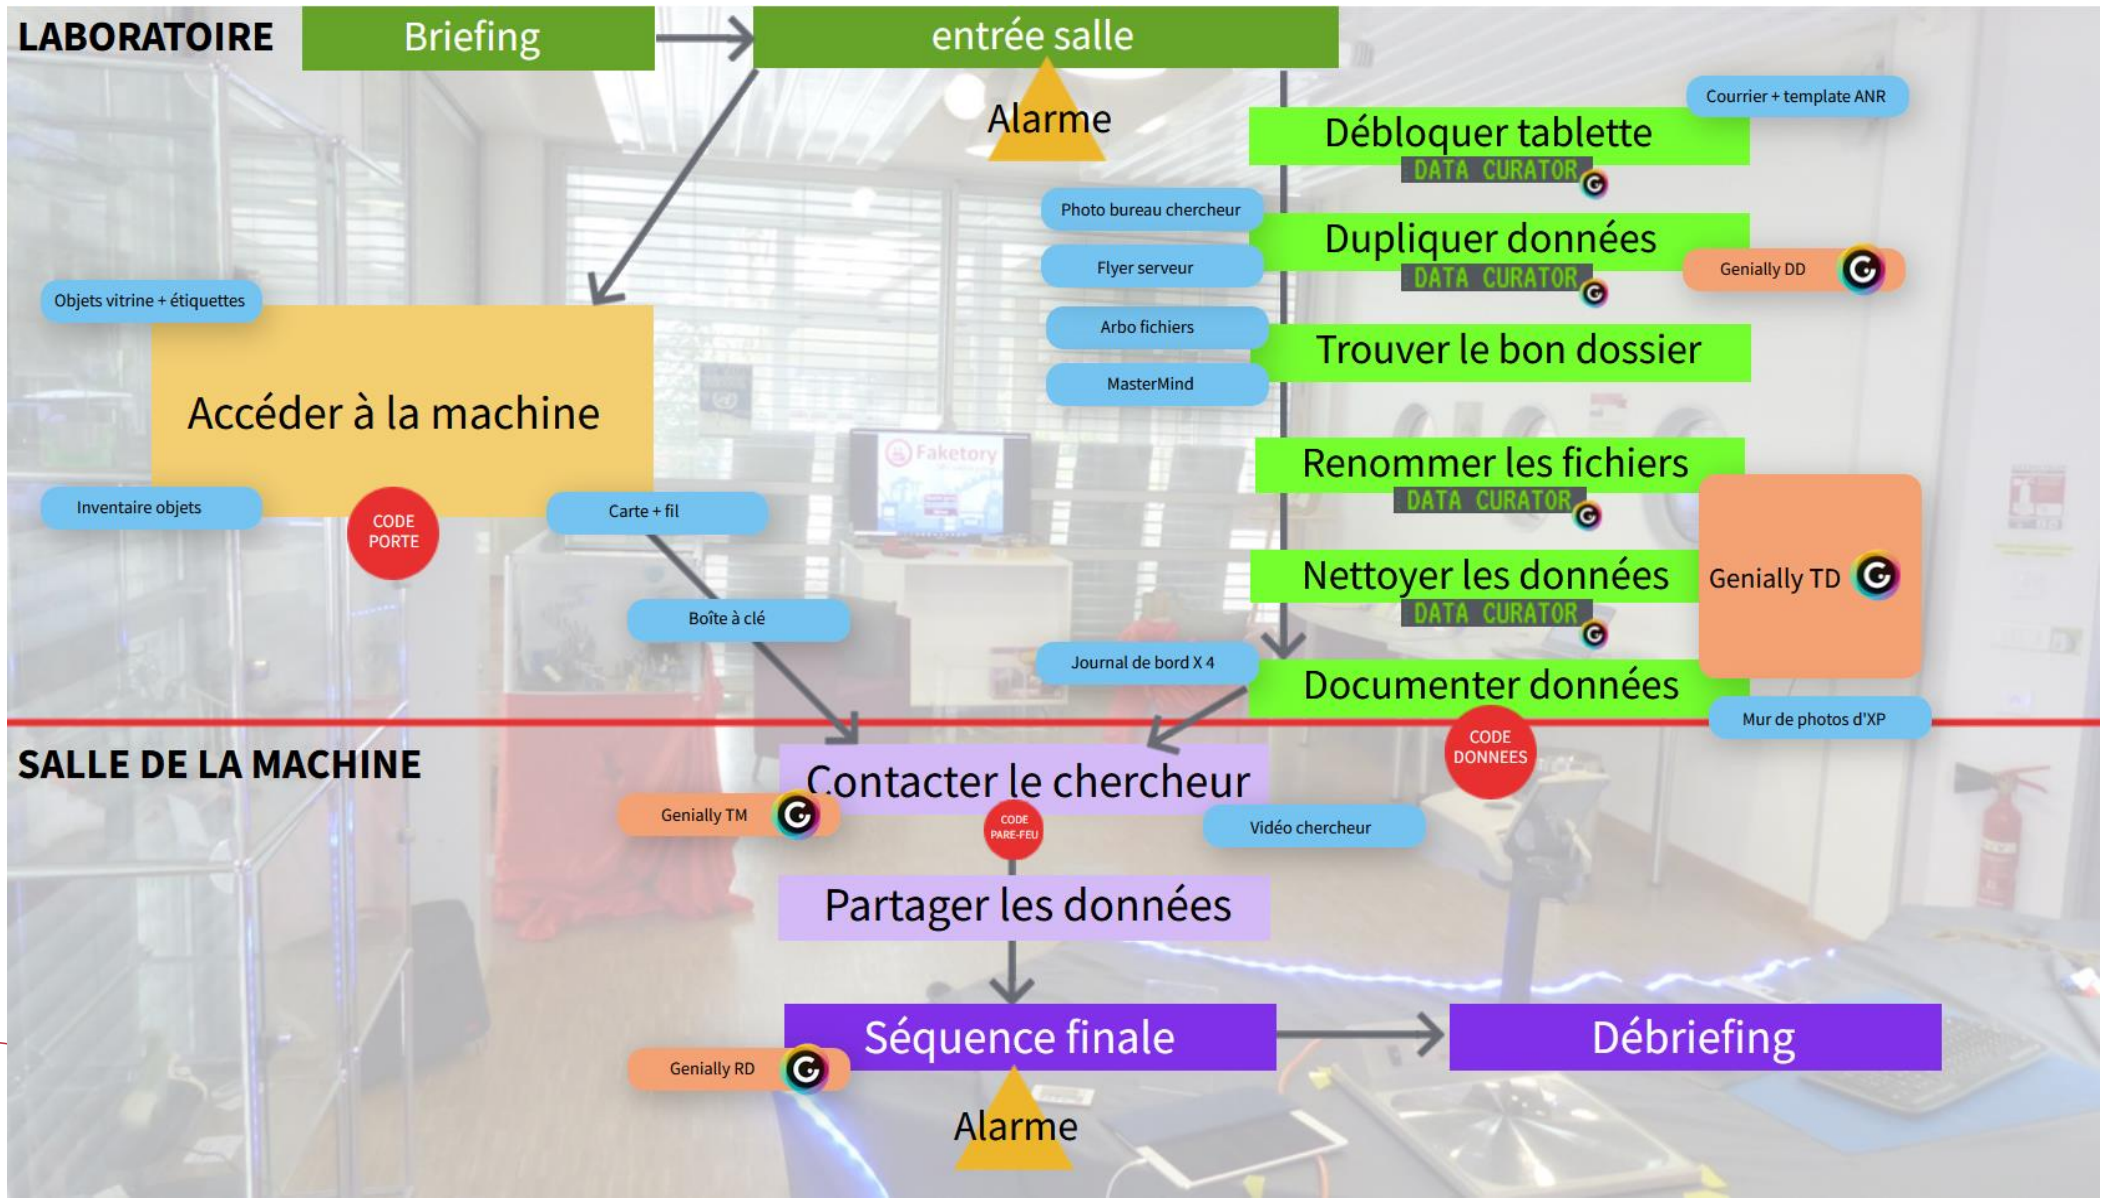 LABORATOIRE
Briefing
entrée salle
Alarme
Courrier + template ANR
Débloquer tablette
DATA CURATOR
Photo bureau chercheur
Dupliquer données
DATA CURATOR
Flyer serveur
Genially DD
Objets vitrine + étiquettes
Arbo fichiers
Trouver le bon dossier
MasterMind
Accéder à la machine
Faketory
Renommer les fichiers
DATA CURATOR
Inventaire objets
CODE
PORTE
Carte + fil
Nettoyer les données
DATA CURATOR
Genially TD
Boîte à clé
Journal de bord X 4
Documenter données
Mur de photos d'XP
CODE
DONNEES
SALLE DE LA MACHINE
Contacter le chercheur
Genially TM
CODE
PARE-FEU
Vidéo chercheur
Partager les données
Séquence finale
Débriefing
Genially RD
Alarme